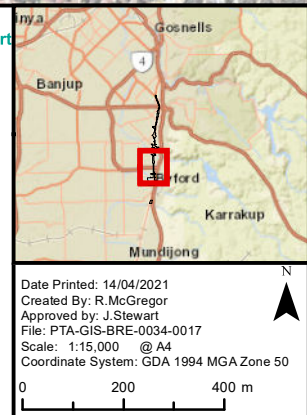 inya
Gosnells
rt
4
Banjup
Byford
Karrakup
Mundijong
N
Date Printed: 14/04/2021
Created By: R.McGregor
Approved by: J.Stewart
File: PTA-GIS-BRE-0034-0017
Scale: 1:15,000 @ A4
Coordinate System: GDA 1994 MGA Zone 50
0 200 400 m